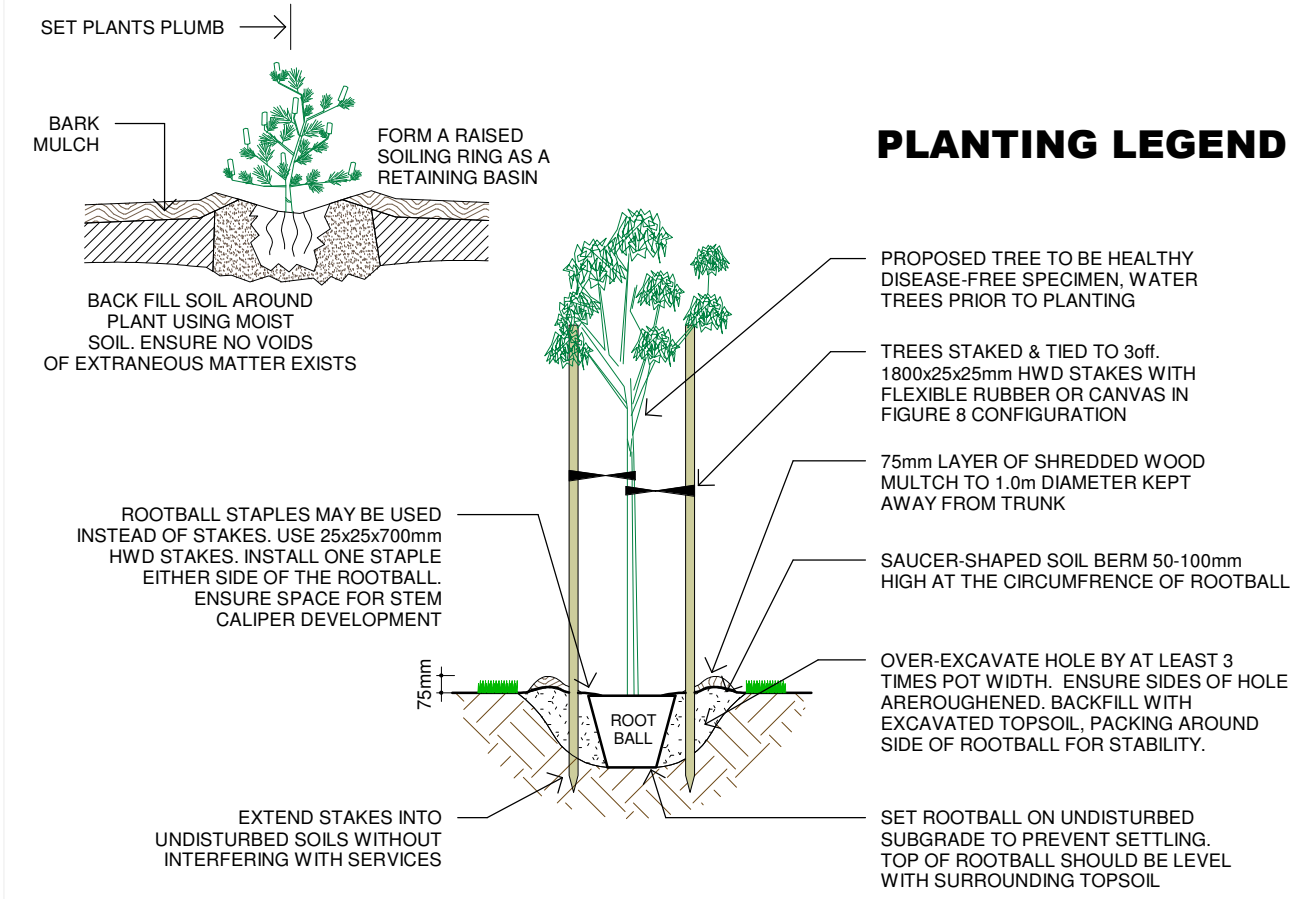 SET PLANTS PLUMB
BARK
MULCH
FORM A RAISED
SOILING RING AS A
RETAINING BASIN
BACK FILL SOIL AROUND
PLANT USING MOIST
SOIL. ENSURE NO VOIDS
OF EXTRANEOUS MATTER EXISTS
PLANTING LEGEND
PROPOSED TREE TO BE HEALTHY
DISEASE-FREE SPECIMEN, WATER
TREES PRIOR TO PLANTING
TREES STAKED & TIED TO 3off.
1800x25x25mm HWD STAKES WITH
FLEXIBLE RUBBER OR CANVAS IN
FIGURE 8 CONFIGURATION
75mm LAYER OF SHREDDED WOOD
MULTCH TO 1.0m DIAMETER KEPT
AWAY FROM TRUNK
ROOTBALL STAPLES MAY BE USED
INSTEAD OF STAKES. USE 25x25x700mm
HWD STAKES. INSTALL ONE STAPLE
EITHER SIDE OF THE ROOTBALL.
ENSURE SPACE FOR STEM
CALIPER DEVELOPMENT
SAUCER-SHAPED SOIL BERM 50-100mm
HIGH AT THE CIRCUMFRENCE OF ROOTBALL
75mm
ROOT
BALL
OVER-EXCAVATE HOLE BY AT LEAST 3
TIMES POT WIDTH.  ENSURE SIDES OF HOLE
AREROUGHENED. BACKFILL WITH
EXCAVATED TOPSOIL, PACKING AROUND
SIDE OF ROOTBALL FOR STABILITY.
EXTEND STAKES INTO
UNDISTURBED SOILS WITHOUT
INTERFERING WITH SERVICES
SET ROOTBALL ON UNDISTURBED
SUBGRADE TO PREVENT SETTLING.
TOP OF ROOTBALL SHOULD BE LEVEL
WITH SURROUNDING TOPSOIL